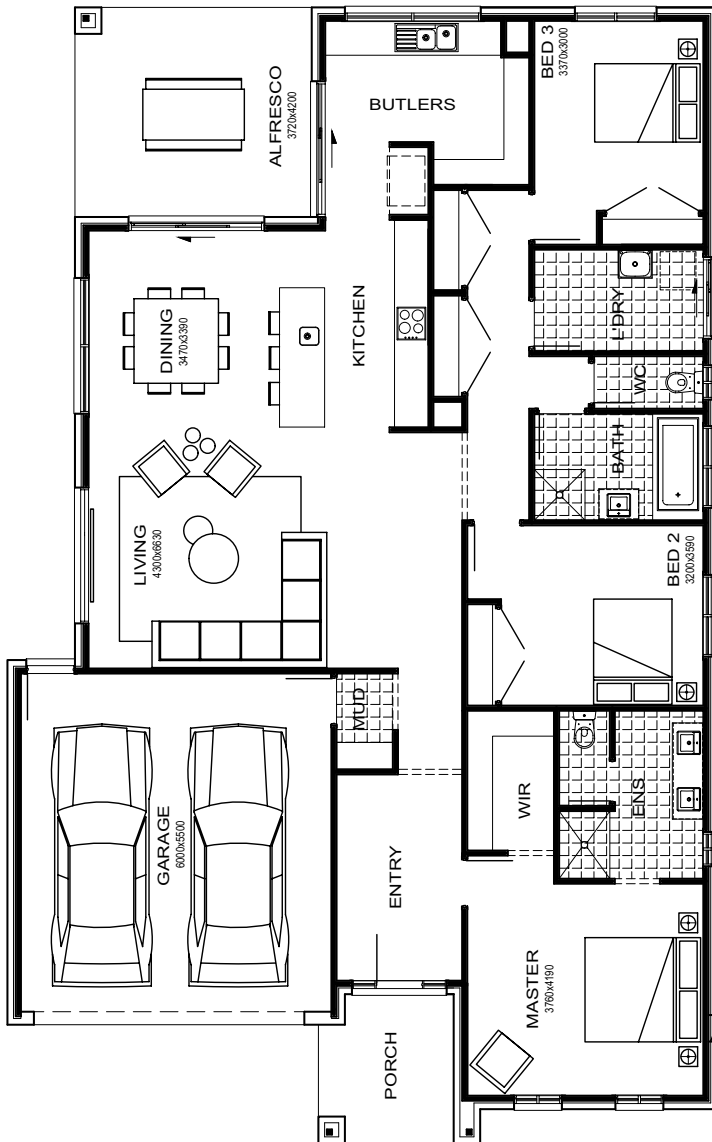 BED 3
3370x3000
BUTLERS
ALFRESCO
3720x4200
DINING
3470x3390
KITCHEN
L'DRY
WC
BATH
LIVING
4300x6630
BED 2
3200x3590
MUD
GARAGE
6000x5500
WIR
ENS
ENTRY
MASTER
3760x4190
PORCH